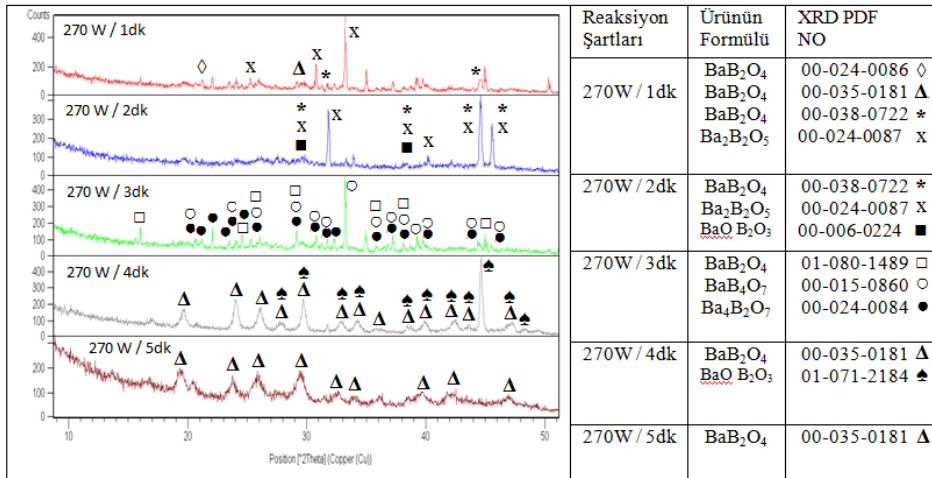 Counts
270 W / 1dk
400
200
0
270 W / 2dk
300
200
100
0
270 W / 3dk
400
300
200
100
0
270 W / 4dk
400
300
200
100
0
270 W / 5dk
300
200
100
0
10 20 30 40 50
Position [°2Theta] (Copper (Cu))
Reaksiyon Şartları Ürünün Formülü XRD PDF NO
270W / 1dk
BaB₂O₄ 00-024-0086 ◊
BaB₂O₄ 00-035-0181 Δ
BaB₂O₄ 00-038-0722 *
Ba₂B₂O₅ 00-024-0087 x
270W / 2dk
BaB₂O₄ 00-038-0722 *
Ba₂B₂O₅ 00-024-0087 x
BaO B₂O₃ 00-006-0224 ■
270W / 3dk
BaB₂O₄ 01-080-1489 □
BaB₄O₇ 00-015-0860 ○
Ba₄B₂O₇ 00-024-0084 ●
270W / 4dk
BaB₂O₄ 00-035-0181 Δ
BaO B₂O₃ 01-071-2184 ♠
270W / 5dk BaB₂O₄ 00-035-0181 Δ